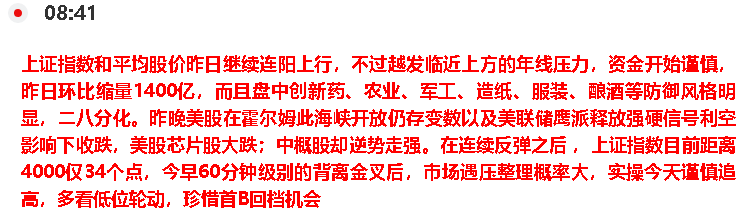 08:41
上证指数和平均股价昨日继续连阳上行，不过越发临近上方的年线压力，资金开始谨慎，
昨日环比缩量1400亿，而且盘中创新药、农业、军工、造纸、服装、酿酒等防御风格明
显，二八分化。昨晚美股在霍尔姆此海峡开放仍存变数以及美联储鹰派释放强硬信号利空
影响下收跌，美股芯片股大跌；中概股却逆势走强。在连续反弹之后 ，上证指数目前距离
4000仅34个点，今早60分钟级别的背离金叉后，市场遇压整理概率大，实操今天谨慎追
高，多看低位轮动，珍惜首B回档机会